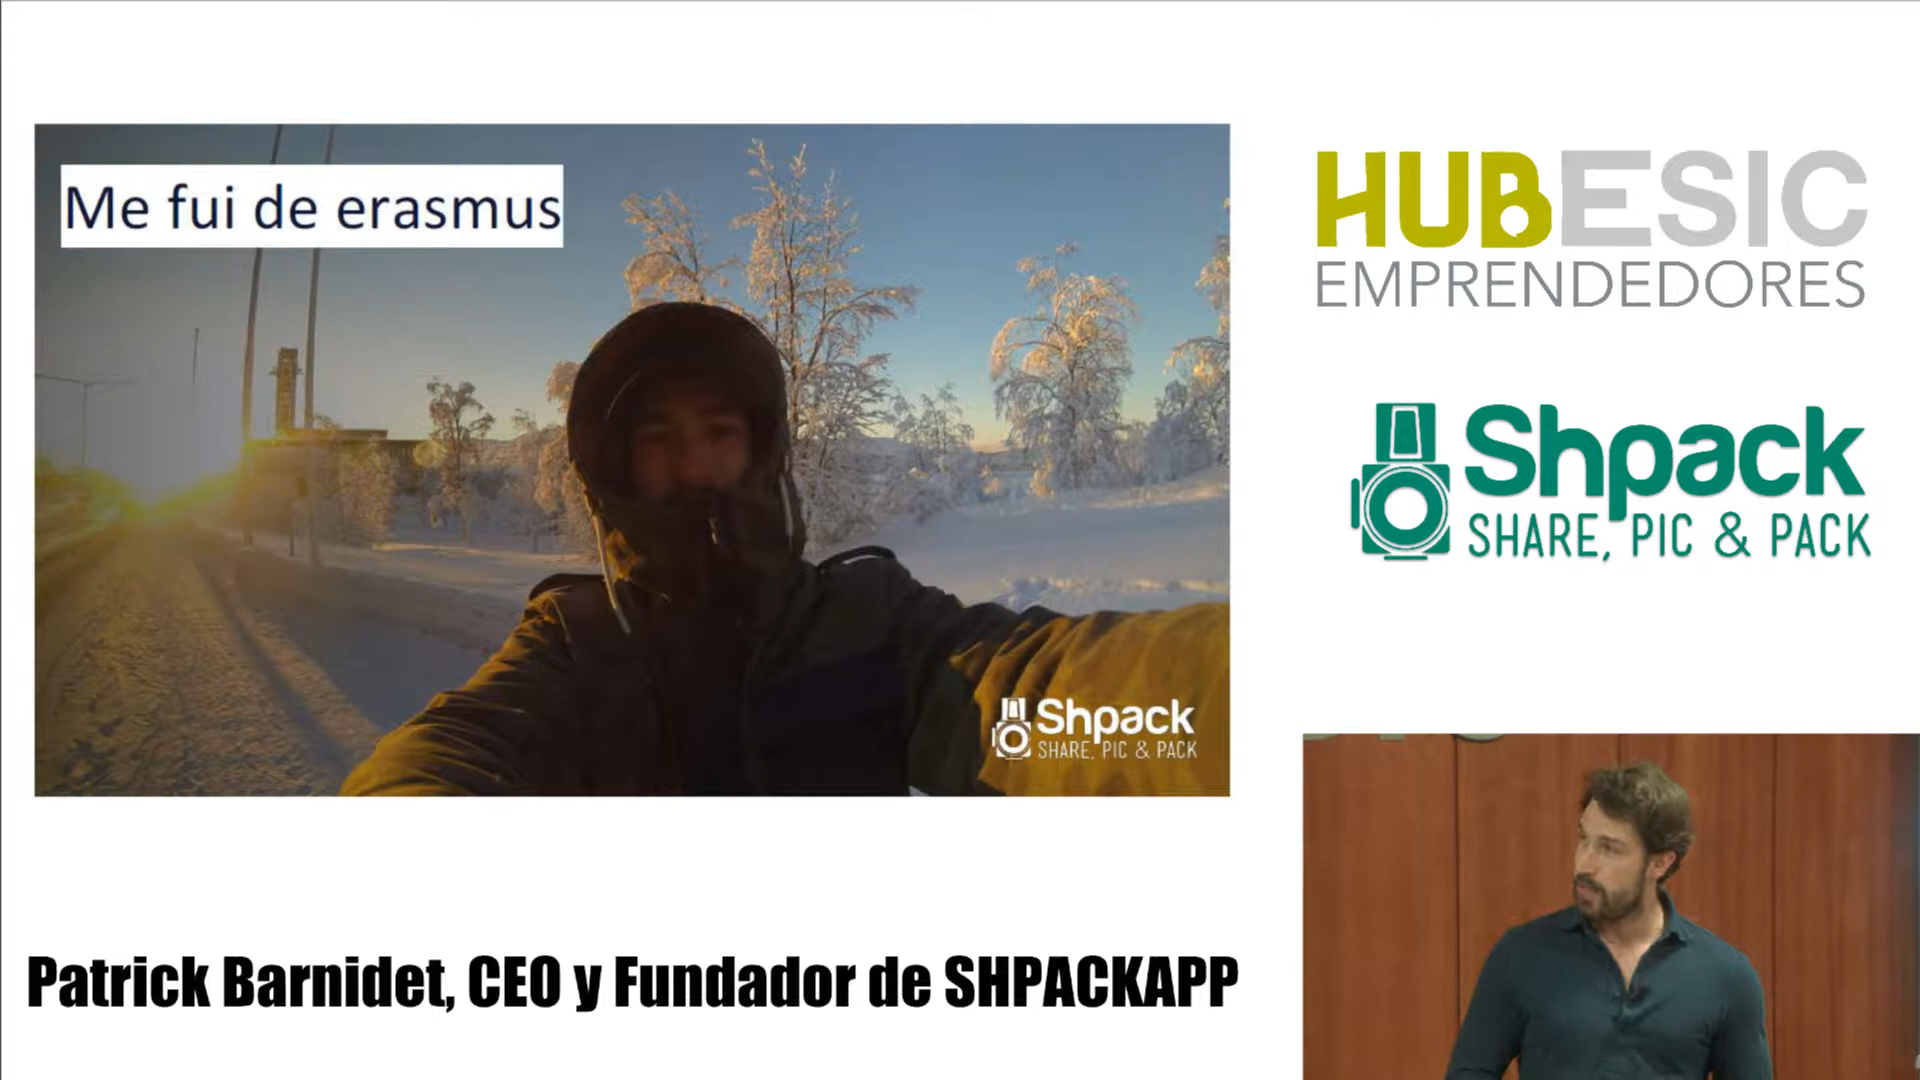 Me fui de erasmus
Shpack
SHARE, PIC & PACK
HUBESIC
EMPRENDEDORES
Shpack
SHARE, PIC & PACK
Patrick Barnidet, CEO y Fundador de SHPACKAPP